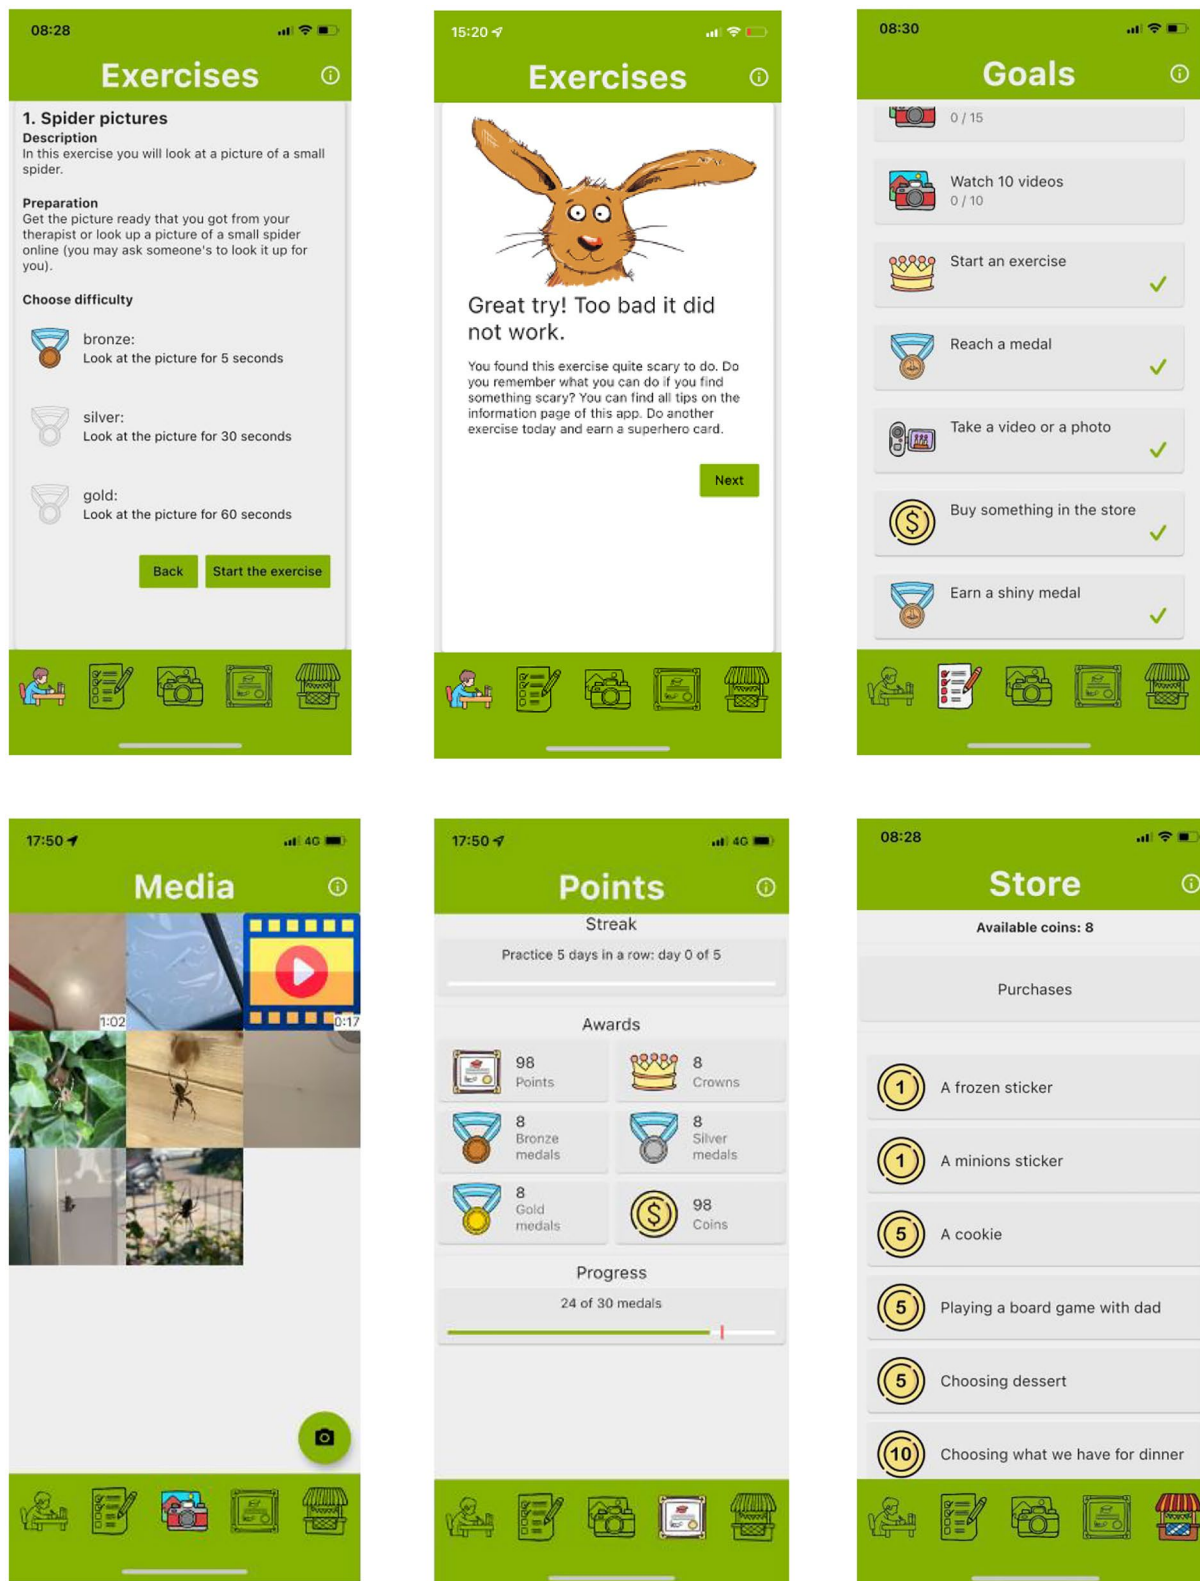 08:28
Exercises
1. Spider pictures
Description
In this exercise you will look at a picture of a small
spider.
Preparation
Get the picture ready that you got from your
therapist or look up a picture of a small spider
online (you may ask someone's to look it up for
you).
Choose difficulty
bronze:
Look at the picture for 5 seconds
silver:
Look at the picture for 30 seconds
gold:
Look at the picture for 60 seconds
Back
Start the exercise
15:20
Exercises
Great try! Too bad it did
not work.
You found this exercise quite scary to do. Do
you remember what you can do if you find
something scary? You can find all tips on the
information page of this app. Do another
exercise today and earn a superhero card.
Next
08:30
Goals
0 / 15
Watch 10 videos
0 / 10
Start an exercise
Reach a medal
Take a video or a photo
Buy something in the store
Earn a shiny medal
17:50
4G
Media
1:02
0:17
17:50
4G
Points
Streak
Practice 5 days in a row: day 0 of 5
Awards
98
Points
8
Crowns
8
Bronze
medals
8
Silver
medals
8
Gold
medals
98
Coins
Progress
24 of 30 medals
08:28
Store
Available coins: 8
Purchases
1
A frozen sticker
1
A minions sticker
5
A cookie
5
Playing a board game with dad
5
Choosing dessert
10
Choosing what we have for dinner